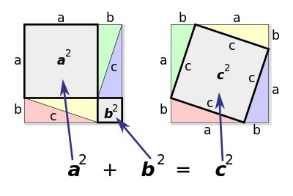 a b b a
a a² c a c b
c² c
b c b² b c a
a b
a² + b² = c²